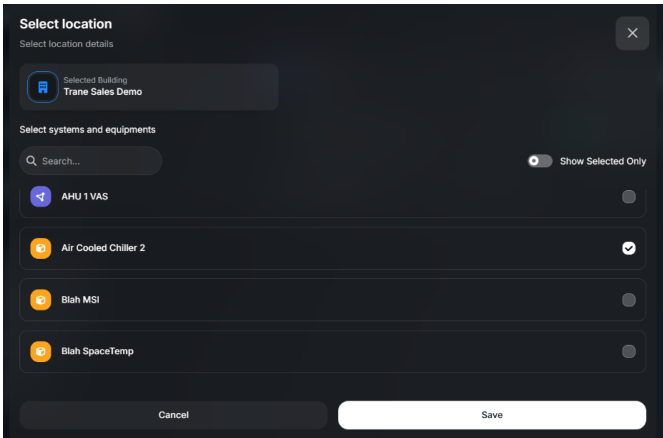 Select location
Select location details
Selected Building
Trane Sales Demo
Select systems and equipments
Search...
Show Selected Only
AHU 1 VAS
Air Cooled Chiller 2
Blah MSI
Blah SpaceTemp
Cancel
Save